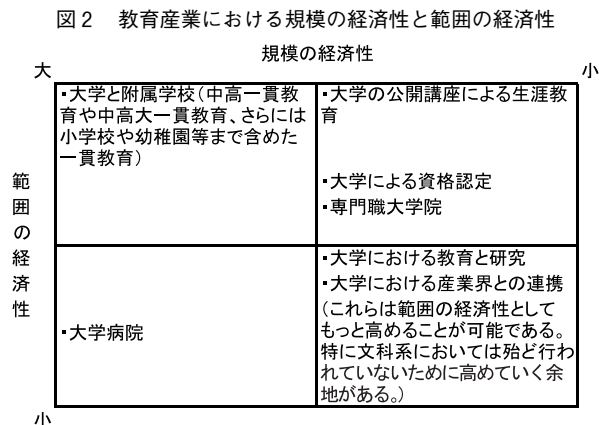 図2 教育産業における規模の経済性と範囲の経済性
規模の経済性
大
小
・大学と附属学校(中高一貫教
育や中高大一貫教育、さらには
小学校や幼稚園等まで含めた
一貫教育)
・大学の公開講座による生涯教
育
・大学による資格認定
・専門職大学院
範
囲
の
経
済
性
・大学病院
・大学における教育と研究
・大学における産業界との連携
(これらは範囲の経済性として
もっと高めることが可能である。
特に文科系においては殆ど行わ
れていないために高めていく余
地がある。)
小